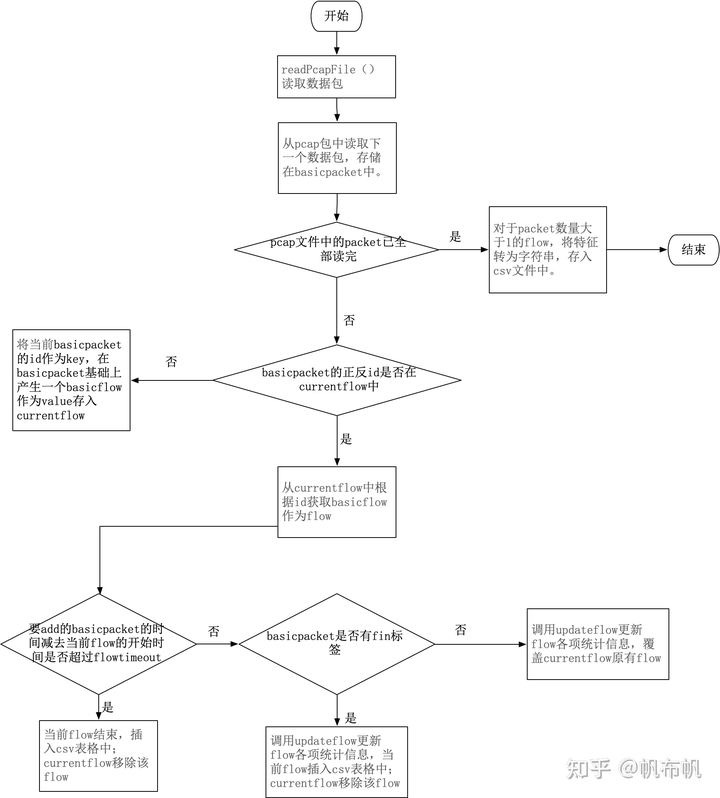 开始
readPcapFile（）
读取数据包
从pcap包中读取下
一个数据包，存储
在basicpacket中。
pcap文件中的packet已全
部读完
是
对于packet数量大
于1的flow，将特征
转为字符串，存入
csv文件中。
结束
否
basicpacket的正反id是否在
currentflow中
否
将当前basicpacket
的id作为key，在
basicpacket基础上
产生一个basicflow
作为value存入
currentflow
是
从currentflow中根
据id获取basicflow
作为flow
要add的basicpacket的时
间减去当前flow的开始时
间是否超过flowtimeout
否
basicpacket是否有fin标
签
否
调用updateflow更新
flow各项统计信息，覆
盖currentflow原有flow
是
当前flow结束，插
入csv表格中；
currentflow移除该
flow
是
调用updateflow更新
flow各项统计信息，当
前flow插入csv表格中；
currentflow移除该flow
知乎 @帆布帆